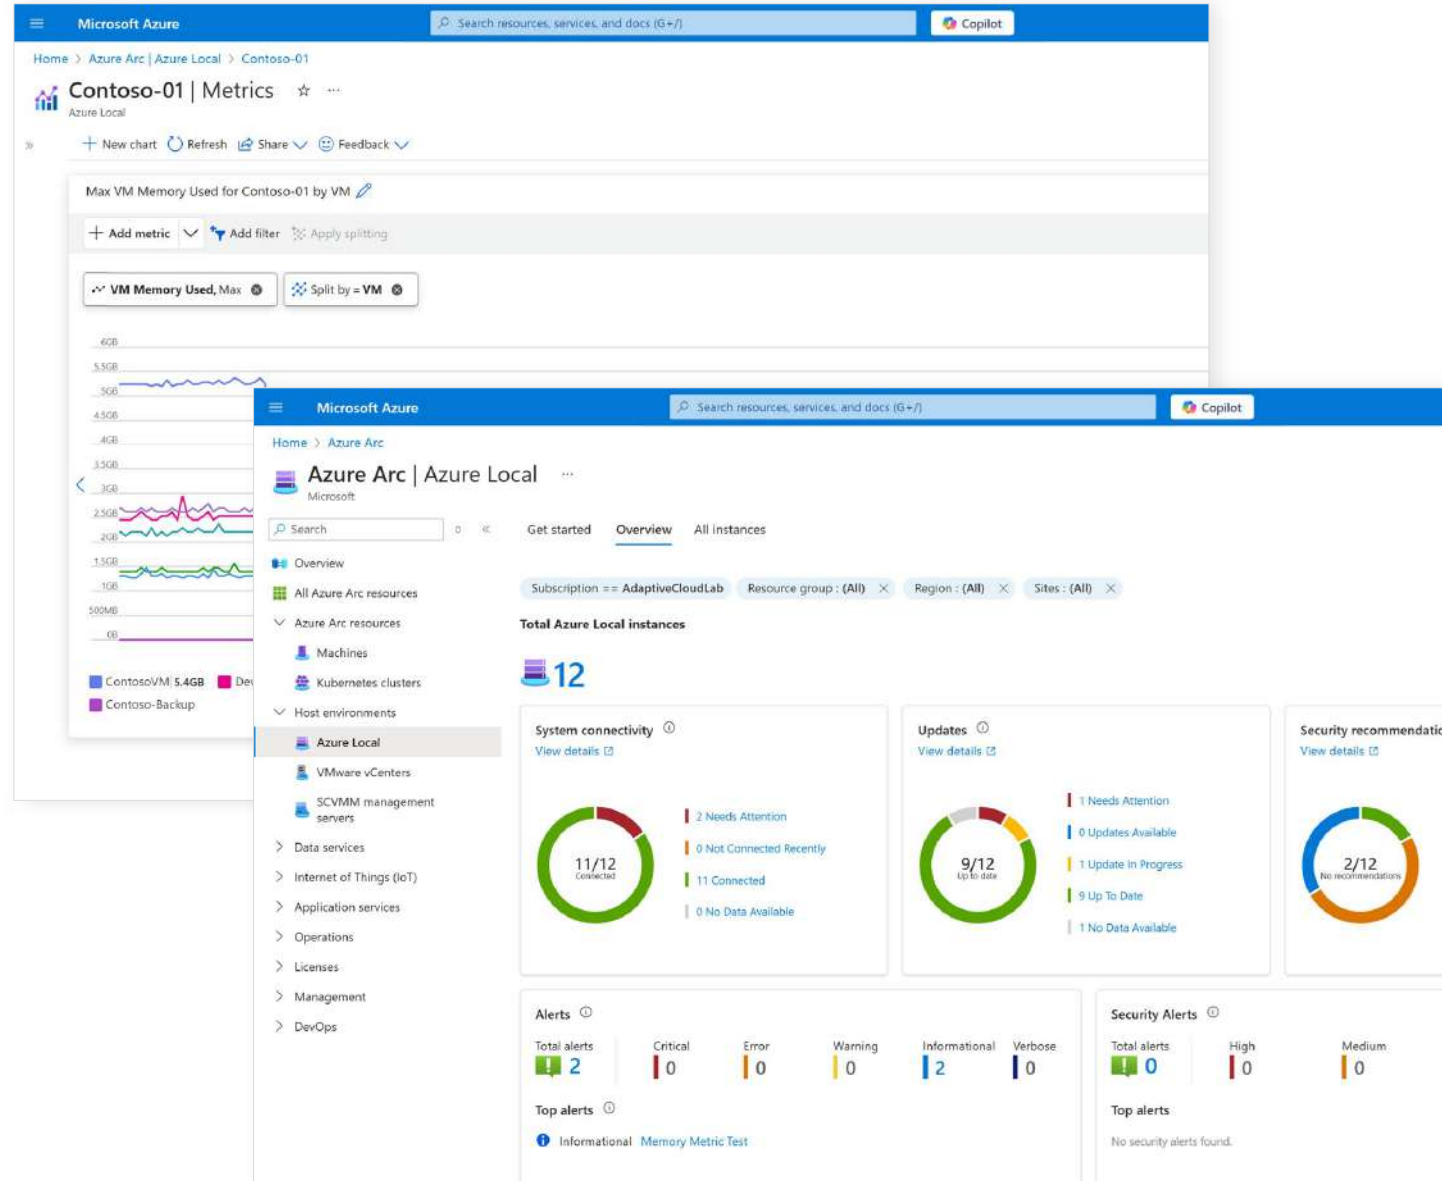 Microsoft Azure
Search resources, services, and docs (G+/)
Copilot
Home > Azure Arc | Azure Local > Contoso-01
Contoso-01 | Metrics
Azure Local
New chart Refresh Share Feedback
Max VM Memory Used for Contoso-01 by VM
Add metric Add filter Apply splitting
VM Memory Used, Max Split by = VM
6GB
5.5GB
5GB
4.5GB
4GB
3.5GB
3GB
2.5GB
2GB
1.5GB
1GB
500MB
0B
ContosoVM 5.4GB Dev
Contoso-Backup
Microsoft Azure
Search resources, services, and docs (G+/)
Copilot
Home > Azure Arc
Azure Arc | Azure Local
Microsoft
Search
Overview
All Azure Arc resources
Azure Arc resources
Machines
Kubernetes clusters
Host environments
Azure Local
VMware vCenters
SCVMM management
servers
Data services
Internet of Things (IoT)
Application services
Operations
Licenses
Management
DevOps
Get started Overview All instances
Subscription == AdaptiveCloudLab Resource group : (All) Region : (All) Sites : (All)
Total Azure Local instances
12
System connectivity
View details
11/12
Connected
2 Needs Attention
0 Not Connected Recently
11 Connected
0 No Data Available
Updates
View details
9/12
Up to date
1 Needs Attention
0 Updates Available
1 Update In Progress
9 Up To Date
1 No Data Available
Security recommendatio
View details
2/12
No recommendations
Alerts
Total alerts Critical Error Warning Informational Verbose
2 0 0 0 2 0
Top alerts
Informational Memory Metric Test
Security Alerts
Total alerts High Medium
0 0 0
Top alerts
No security alerts found.